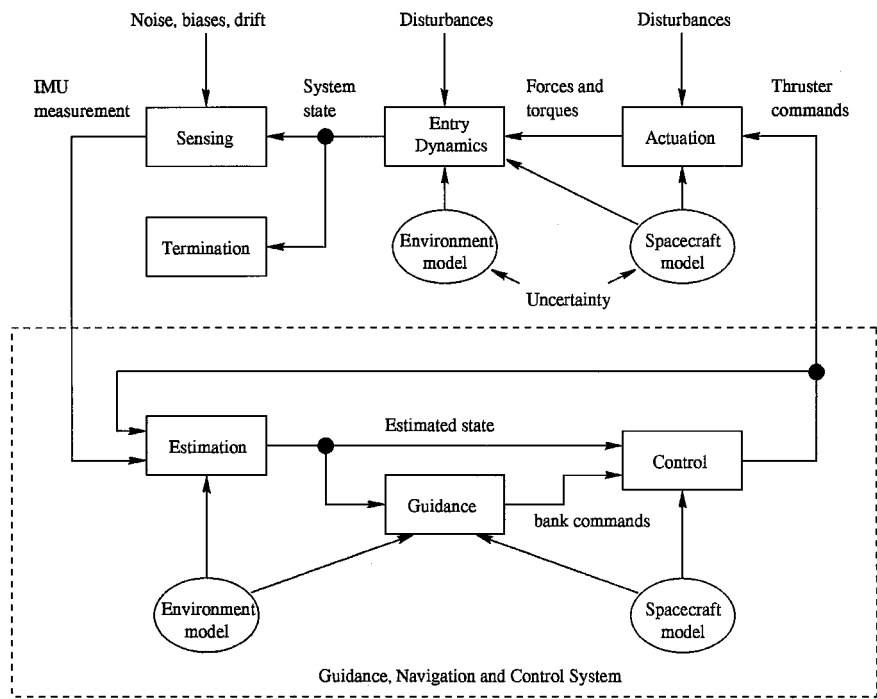 Noise, biases, drift
Disturbances
Disturbances
IMU
measurement
System
state
Forces and
torques
Thruster
commands
Sensing
Entry
Dynamics
Actuation
Termination
Environment
model
Spacecraft
model
Uncertainty
Estimation
Estimated state
Control
Guidance
bank commands
Environment
model
Spacecraft
model
Guidance, Navigation and Control System